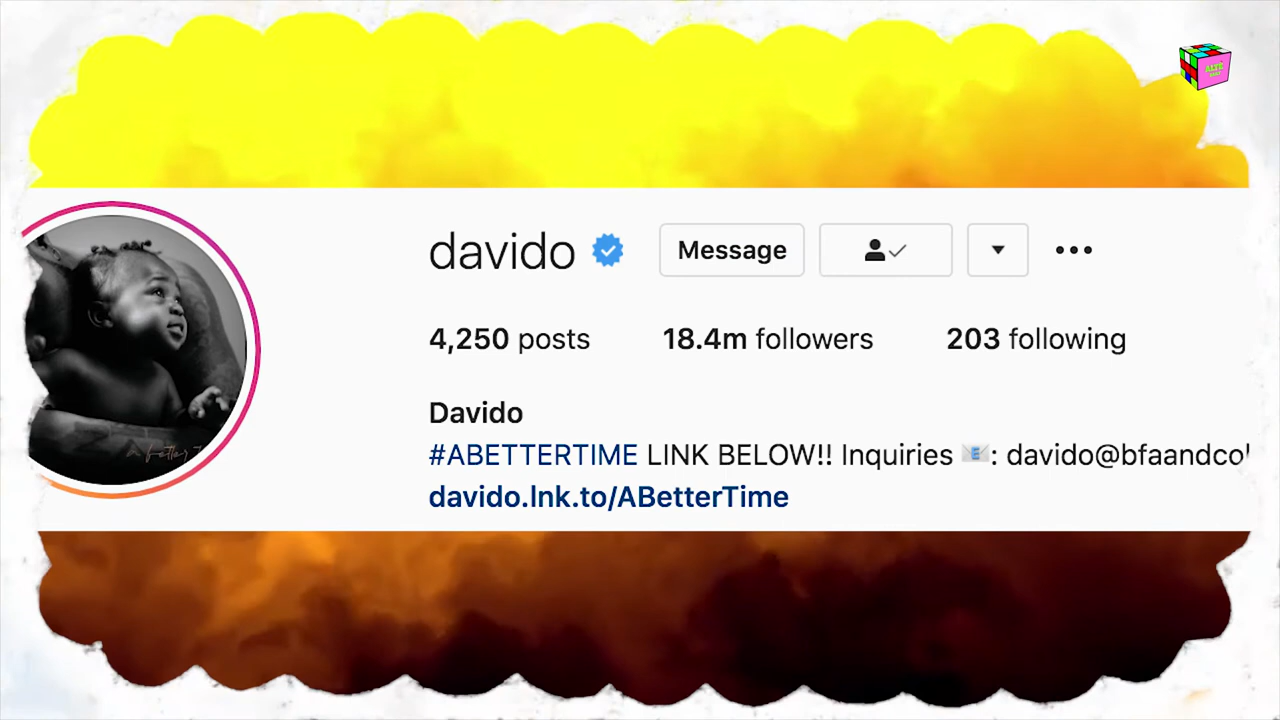 davido Message
4,250 posts 18.4m followers 203 following
Davido
#ABETTERTIME LINK BELOW!! Inquiries 📧: davido@bfaandco
davido.lnk.to/ABetterTime
a better